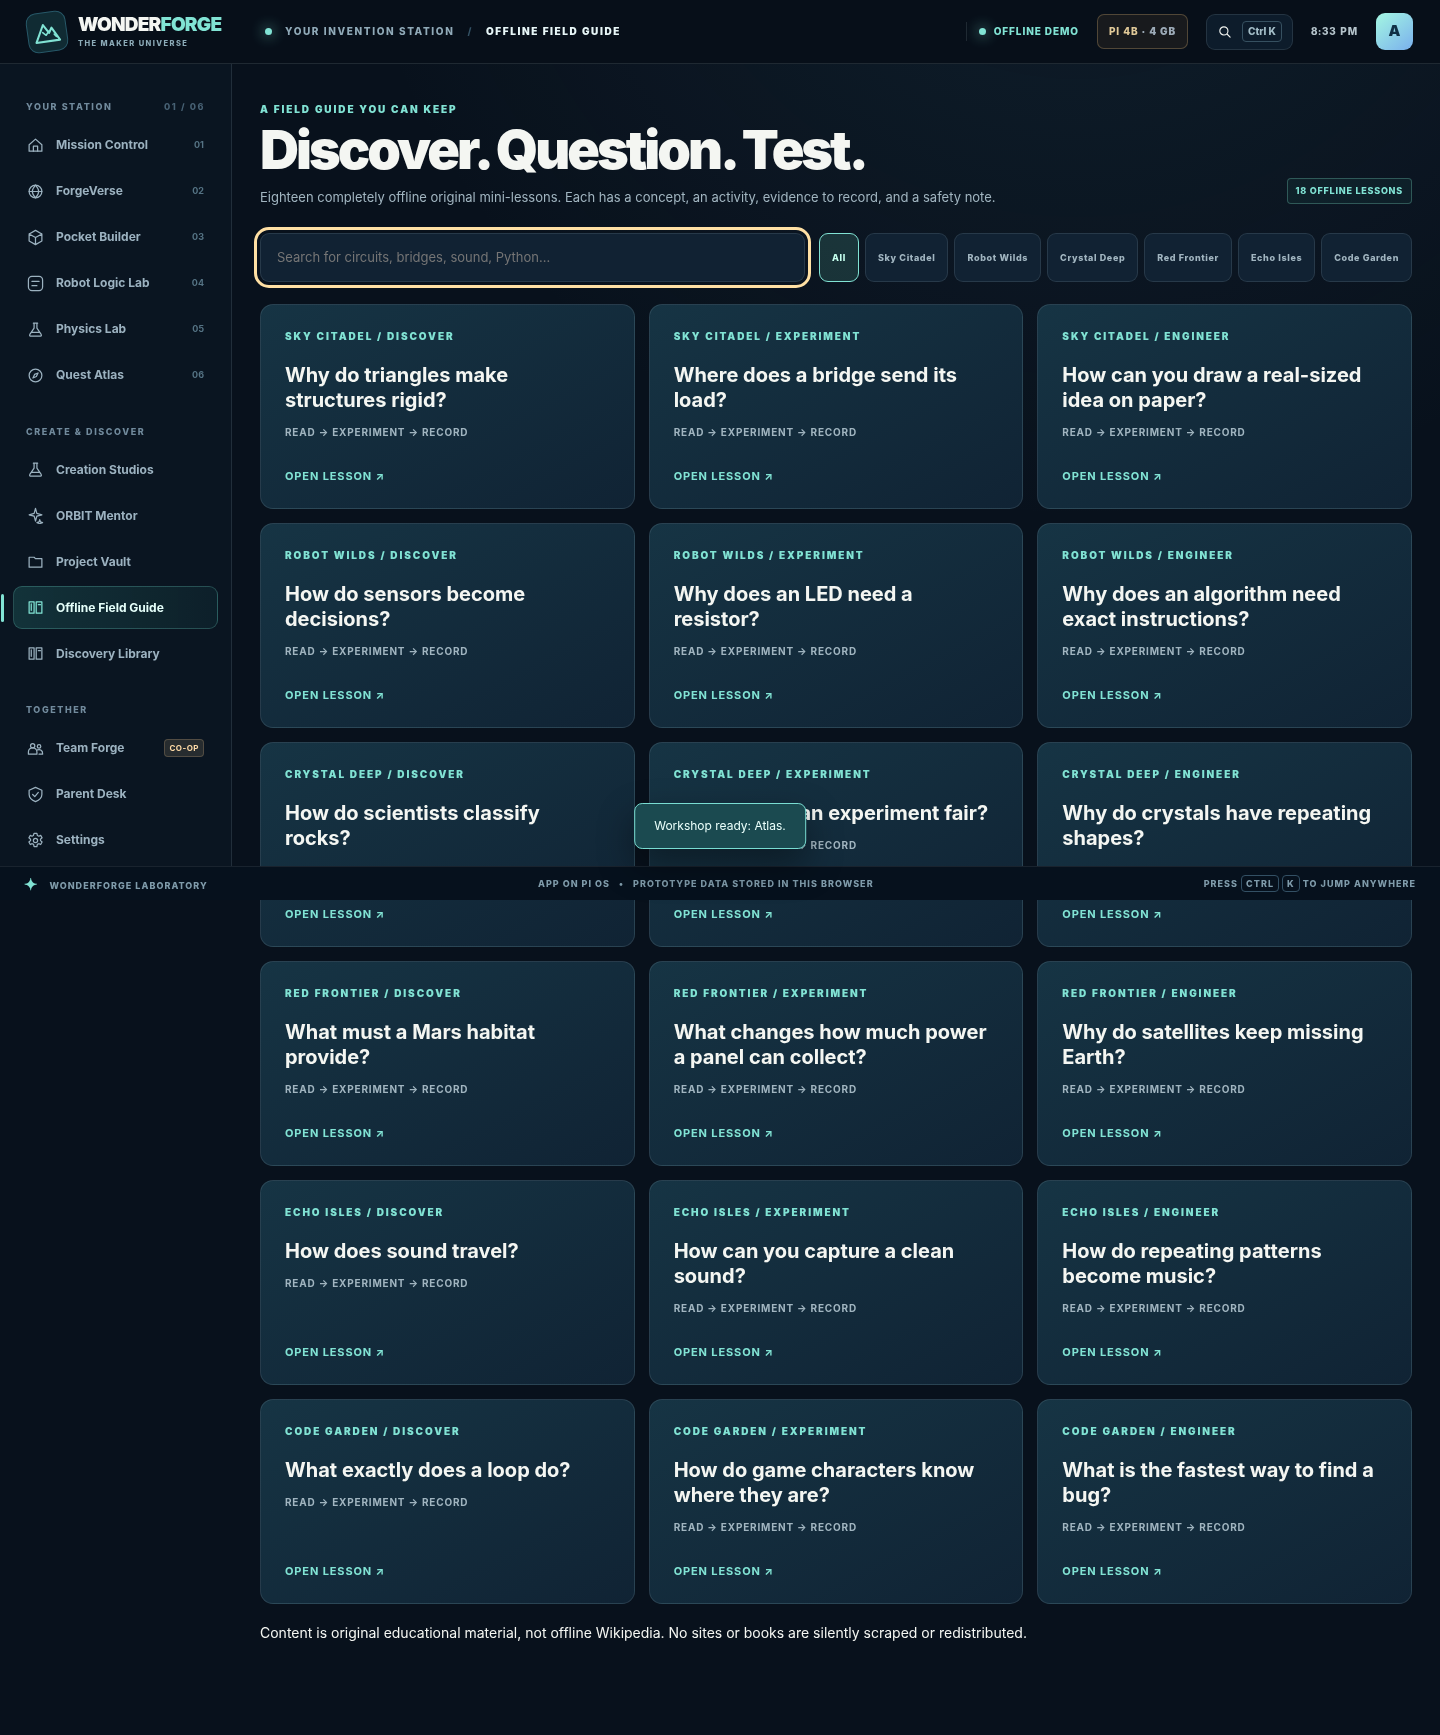 WONDERFORGE
THE MAKER UNIVERSE
YOUR INVENTION STATION / OFFLINE FIELD GUIDE
OFFLINE DEMO
PI 4B · 4 GB
Ctrl K
8:33 PM
A
YOUR STATION 01 / 06
Mission Control 01
ForgeVerse 02
Pocket Builder 03
Robot Logic Lab 04
Physics Lab 05
Quest Atlas 06
CREATE & DISCOVER
Creation Studios
ORBIT Mentor
Project Vault
Offline Field Guide
Discovery Library
TOGETHER
Team Forge CO-OP
Parent Desk
Settings
A FIELD GUIDE YOU CAN KEEP
Discover. Question. Test.
Eighteen completely offline original mini-lessons. Each has a concept, an activity, evidence to record, and a safety note.
18 OFFLINE LESSONS
Search for circuits, bridges, sound, Python...
All
Sky Citadel
Robot Wilds
Crystal Deep
Red Frontier
Echo Isles
Code Garden
SKY CITADEL / DISCOVER
Why do triangles make
structures rigid?
READ → EXPERIMENT → RECORD
OPEN LESSON ↗
SKY CITADEL / EXPERIMENT
Where does a bridge send its
load?
READ → EXPERIMENT → RECORD
OPEN LESSON ↗
SKY CITADEL / ENGINEER
How can you draw a real-sized
idea on paper?
READ → EXPERIMENT → RECORD
OPEN LESSON ↗
ROBOT WILDS / DISCOVER
How do sensors become
decisions?
READ → EXPERIMENT → RECORD
OPEN LESSON ↗
ROBOT WILDS / EXPERIMENT
Why does an LED need a
resistor?
READ → EXPERIMENT → RECORD
OPEN LESSON ↗
ROBOT WILDS / ENGINEER
Why does an algorithm need
exact instructions?
READ → EXPERIMENT → RECORD
OPEN LESSON ↗
CRYSTAL DEEP / DISCOVER
How do scientists classify
rocks?
OPEN LESSON ↗
CRYSTAL DEEP / EXPERIMENT
an experiment fair?
RECORD
OPEN LESSON ↗
CRYSTAL DEEP / ENGINEER
Why do crystals have repeating
shapes?
OPEN LESSON ↗
Workshop ready: Atlas.
WONDERFORGE LABORATORY
APP ON PI OS • PROTOTYPE DATA STORED IN THIS BROWSER
PRESS CTRL K TO JUMP ANYWHERE
RED FRONTIER / DISCOVER
What must a Mars habitat
provide?
READ → EXPERIMENT → RECORD
OPEN LESSON ↗
RED FRONTIER / EXPERIMENT
What changes how much power
a panel can collect?
READ → EXPERIMENT → RECORD
OPEN LESSON ↗
RED FRONTIER / ENGINEER
Why do satellites keep missing
Earth?
READ → EXPERIMENT → RECORD
OPEN LESSON ↗
ECHO ISLES / DISCOVER
How does sound travel?
READ → EXPERIMENT → RECORD
OPEN LESSON ↗
ECHO ISLES / EXPERIMENT
How can you capture a clean
sound?
READ → EXPERIMENT → RECORD
OPEN LESSON ↗
ECHO ISLES / ENGINEER
How do repeating patterns
become music?
READ → EXPERIMENT → RECORD
OPEN LESSON ↗
CODE GARDEN / DISCOVER
What exactly does a loop do?
READ → EXPERIMENT → RECORD
OPEN LESSON ↗
CODE GARDEN / EXPERIMENT
How do game characters know
where they are?
READ → EXPERIMENT → RECORD
OPEN LESSON ↗
CODE GARDEN / ENGINEER
What is the fastest way to find a
bug?
READ → EXPERIMENT → RECORD
OPEN LESSON ↗
Content is original educational material, not offline Wikipedia. No sites or books are silently scraped or redistributed.